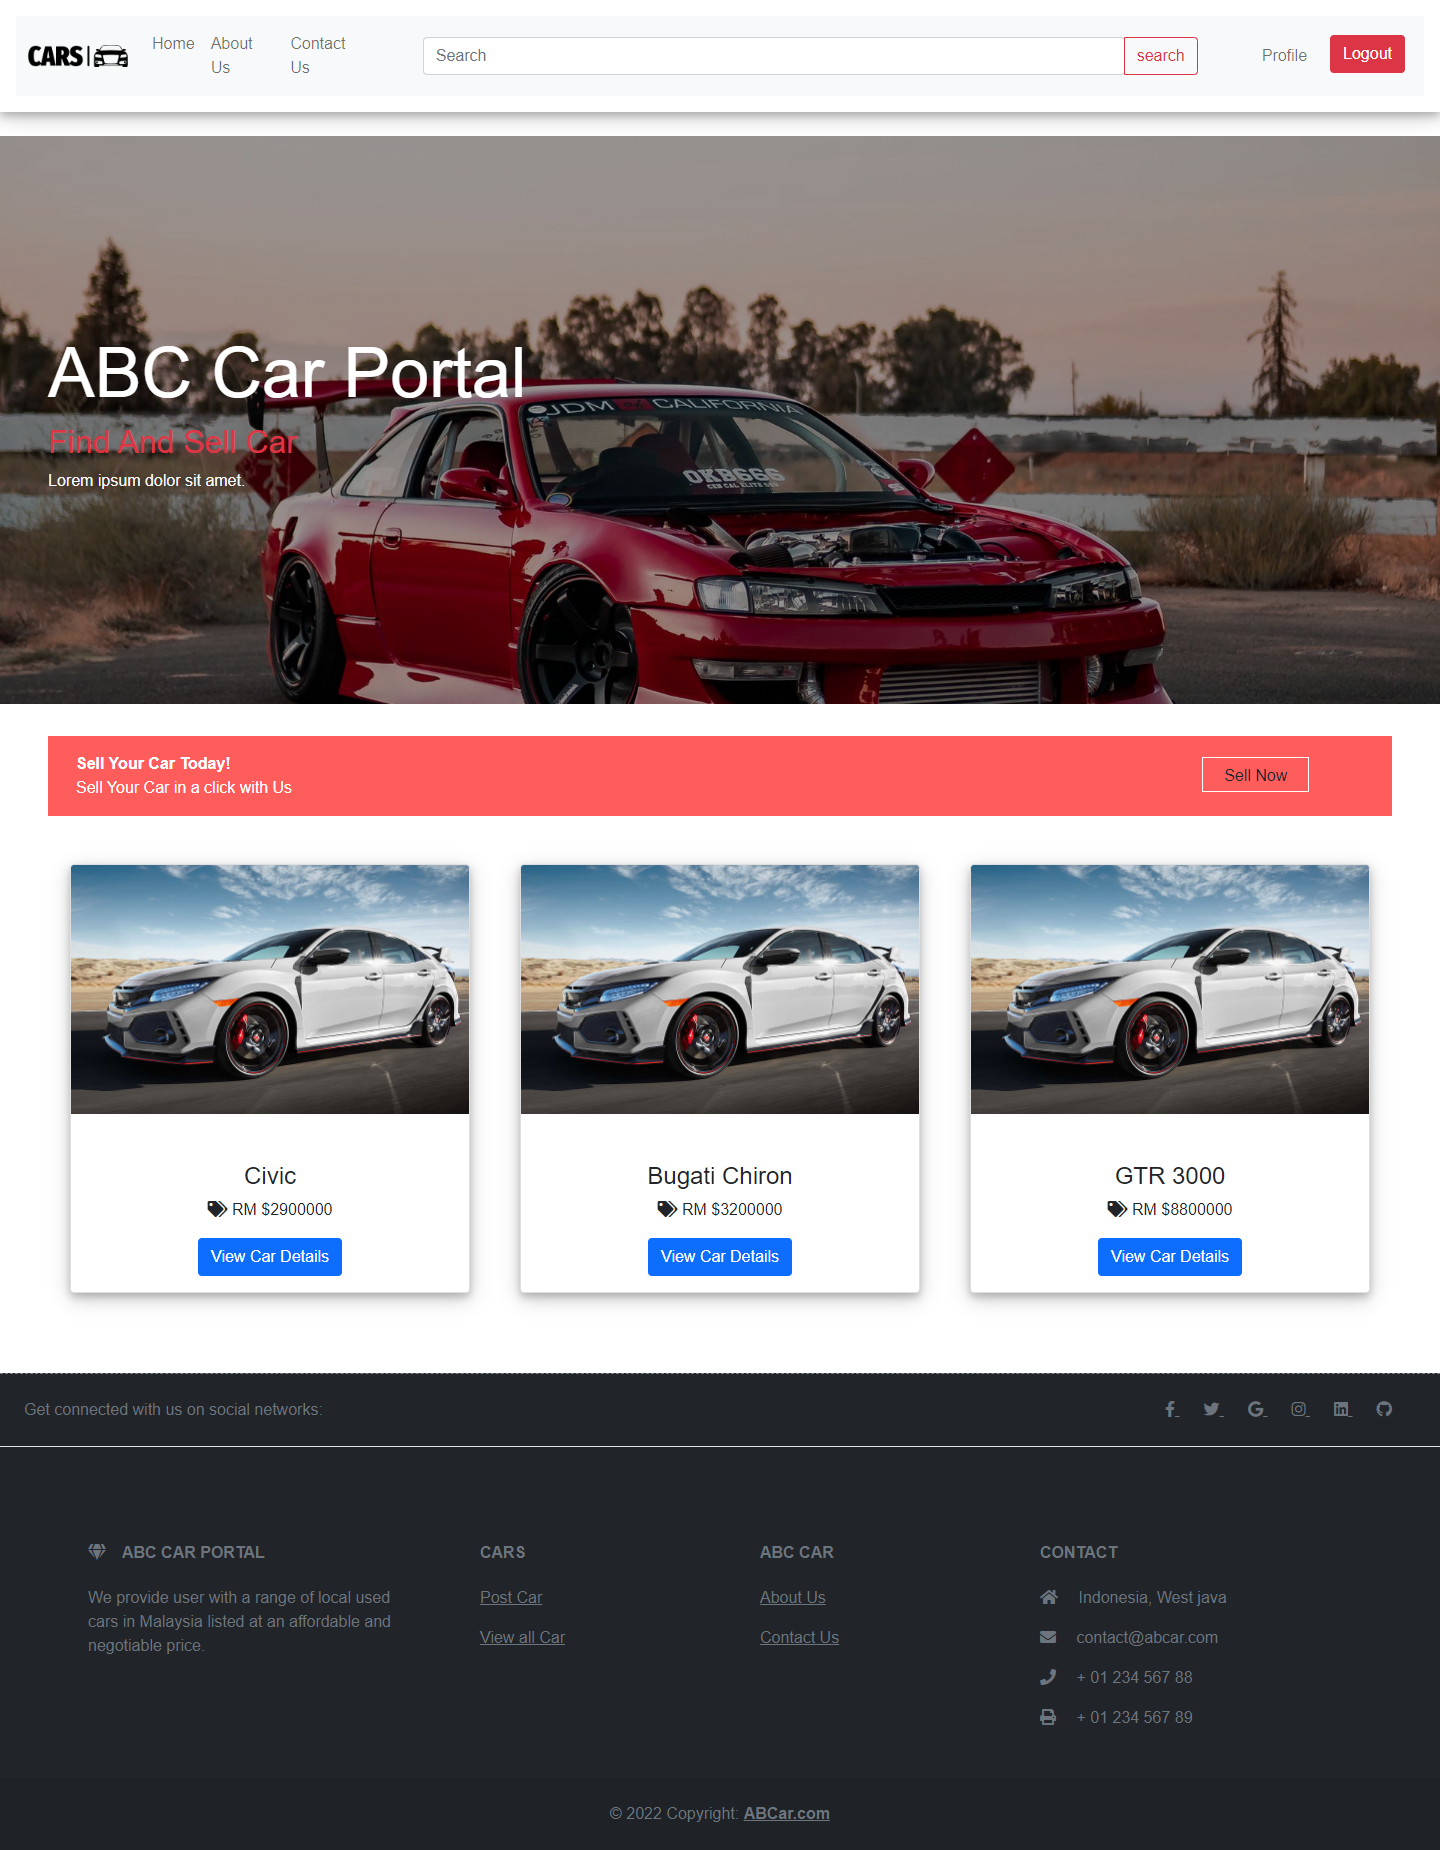 CARS
Home
About
Us
Contact
Us
Search
search
Profile
Logout
ABC Car Portal
JDM
CALIFORNIA
Find And Sell Car
OKB666
Lorem ipsum dolor sit amet.
Sell Your Car Today!
Sell Your Car in a click with Us
Sell Now
Civic
RM $2900000
View Car Details
Bugati Chiron
RM $3200000
View Car Details
GTR 3000
RM $8800000
View Car Details
Get connected with us on social networks:
ABC CAR PORTAL
We provide user with a range of local used
cars in Malaysia listed at an affordable and
negotiable price.
CARS
Post Car
View all Car
ABC CAR
About Us
Contact Us
CONTACT
Indonesia, West java
contact@abcar.com
+ 01 234 567 88
+ 01 234 567 89
© 2022 Copyright: ABCar.com